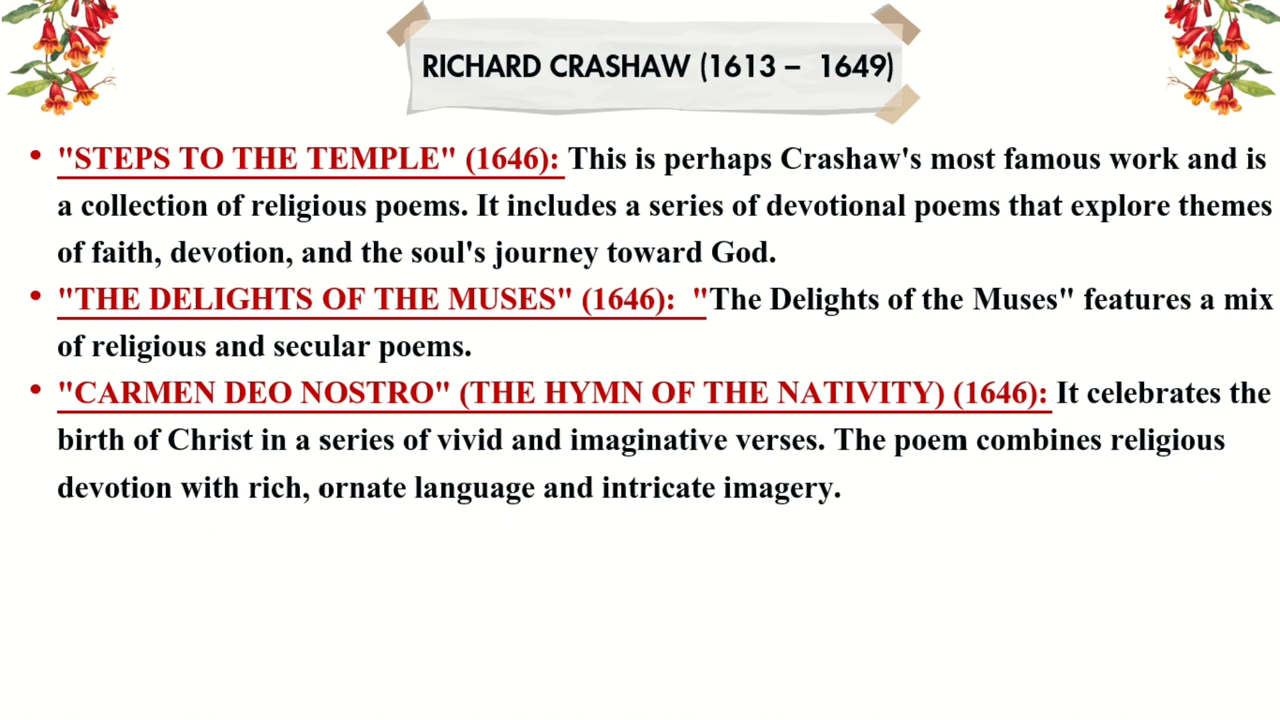 RICHARD CRASHAW (1613 – 1649)
• "STEPS TO THE TEMPLE" (1646): This is perhaps Crashaw's most famous work and is
a collection of religious poems. It includes a series of devotional poems that explore themes
of faith, devotion, and the soul's journey toward God.
• "THE DELIGHTS OF THE MUSES" (1646): "The Delights of the Muses" features a mix
of religious and secular poems.
• "CARMEN DEO NOSTRO" (THE HYMN OF THE NATIVITY) (1646): It celebrates the
birth of Christ in a series of vivid and imaginative verses. The poem combines religious
devotion with rich, ornate language and intricate imagery.